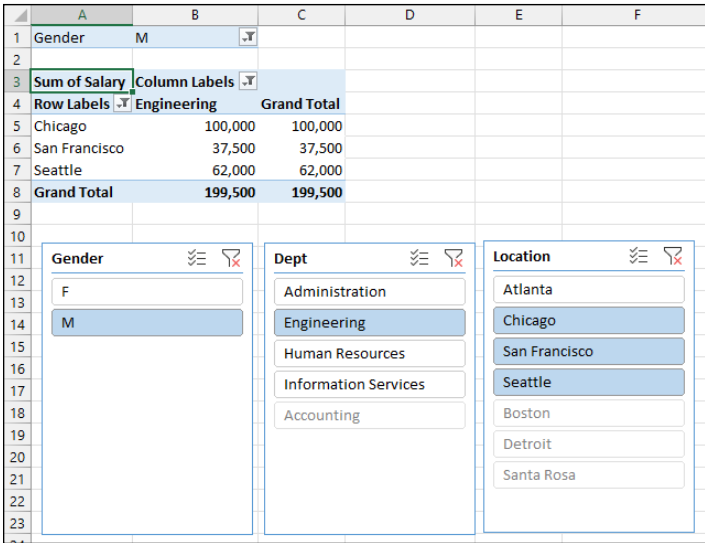 A B C D E F
1 Gender M
2
3 Sum of Salary Column Labels
4 Row Labels Engineering Grand Total
5 Chicago 100,000 100,000
6 San Francisco 37,500 37,500
7 Seattle 62,000 62,000
8 Grand Total 199,500 199,500
9
10
11 Gender Dept Location
12 F Administration Atlanta
13
14 M Engineering Chicago
15 Human Resources San Francisco
16
17 Information Services Seattle
18 Accounting Boston
19
20 Detroit
21 Santa Rosa
22
23